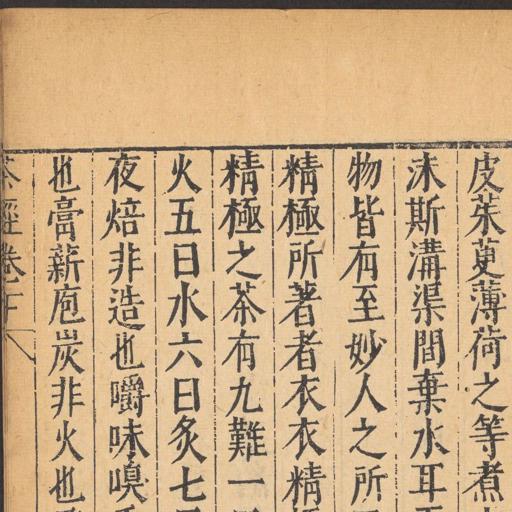 皮茱萸薄荷之等煮
沫斯溝渠間棄水耳
物皆有至妙人之所
精極所著者衣衣精
精極之茶有九難一
火五曰水六曰炙七
夜焙非造也嚼味嗅
也膏薪庖炭非火也
茶經卷下